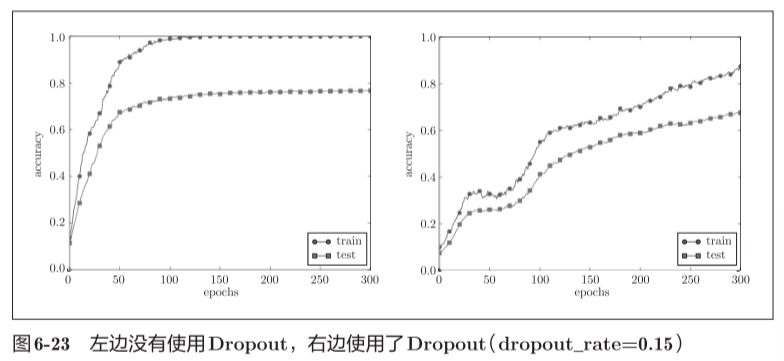 1.0
0.8
0.6
0.4
0.2
0.0
accuracy
0 50 100 150 200 250 300
epochs
train
test
1.0
0.8
0.6
0.4
0.2
0.0
accuracy
0 50 100 150 200 250 300
epochs
train
test
图6-23 左边没有使用Dropout，右边使用了Dropout（dropout_rate=0.15）